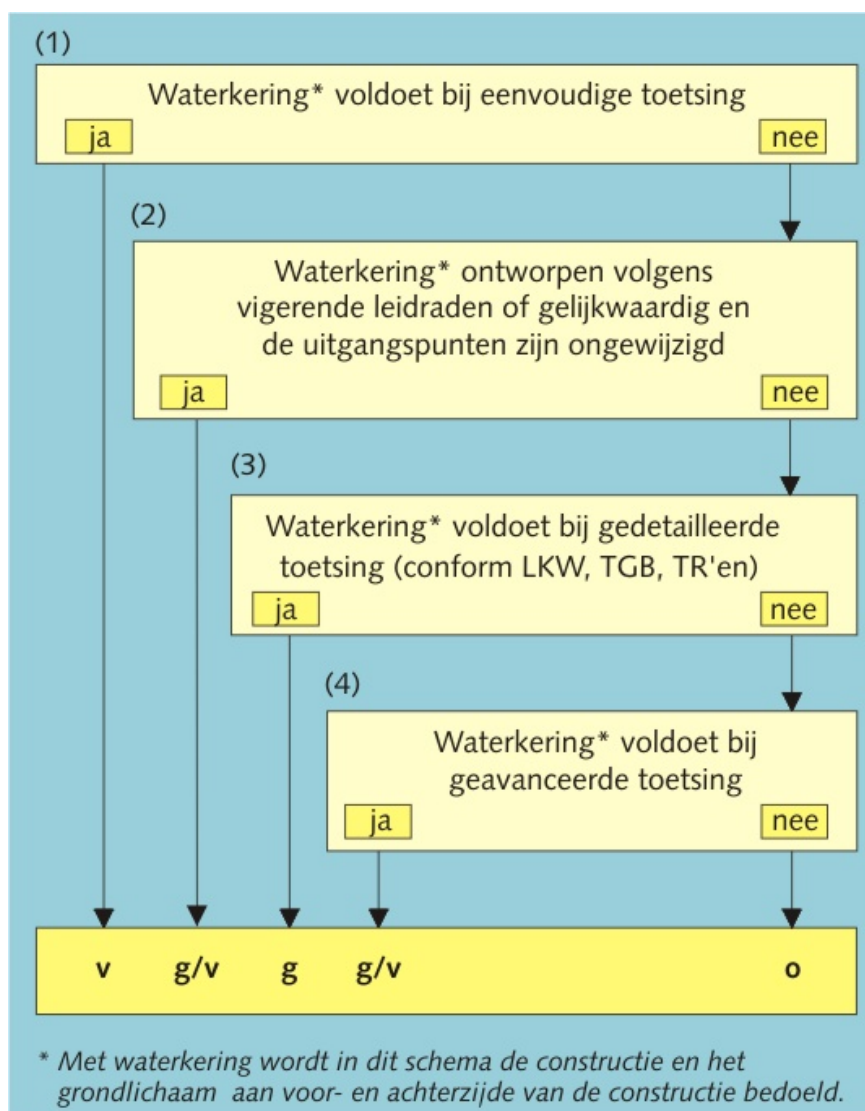 (1)
Waterkering* voldoet bij eenvoudige toetsing
ja nee
(2)
Waterkering* ontworpen volgens
vigerende leidraden of gelijkwaardig en
de uitgangspunten zijn ongewijzigd
ja nee
(3)
Waterkering* voldoet bij gedetailleerde
toetsing (conform LKW, TGB, TR'en)
ja nee
(4)
Waterkering* voldoet bij
geavanceerde toetsing
ja nee
v g/v g g/v o
* Met waterkering wordt in dit schema de constructie en het
grondlichaam aan voor- en achterzijde van de constructie bedoeld.